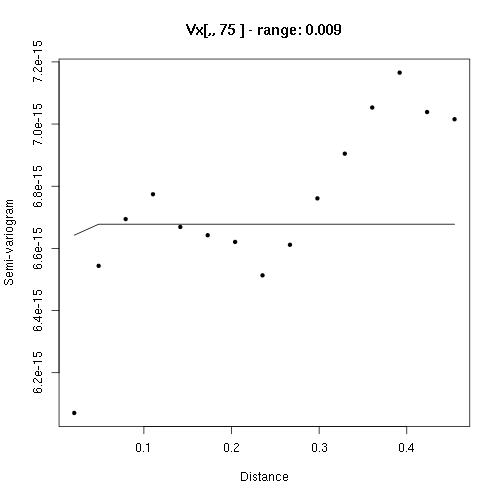 Vx[,, 75 ] - range: 0.009
7.2e-15
7.0e-15
6.8e-15
6.6e-15
6.4e-15
6.2e-15
Semi-variogram
0.1 0.2 0.3 0.4
Distance